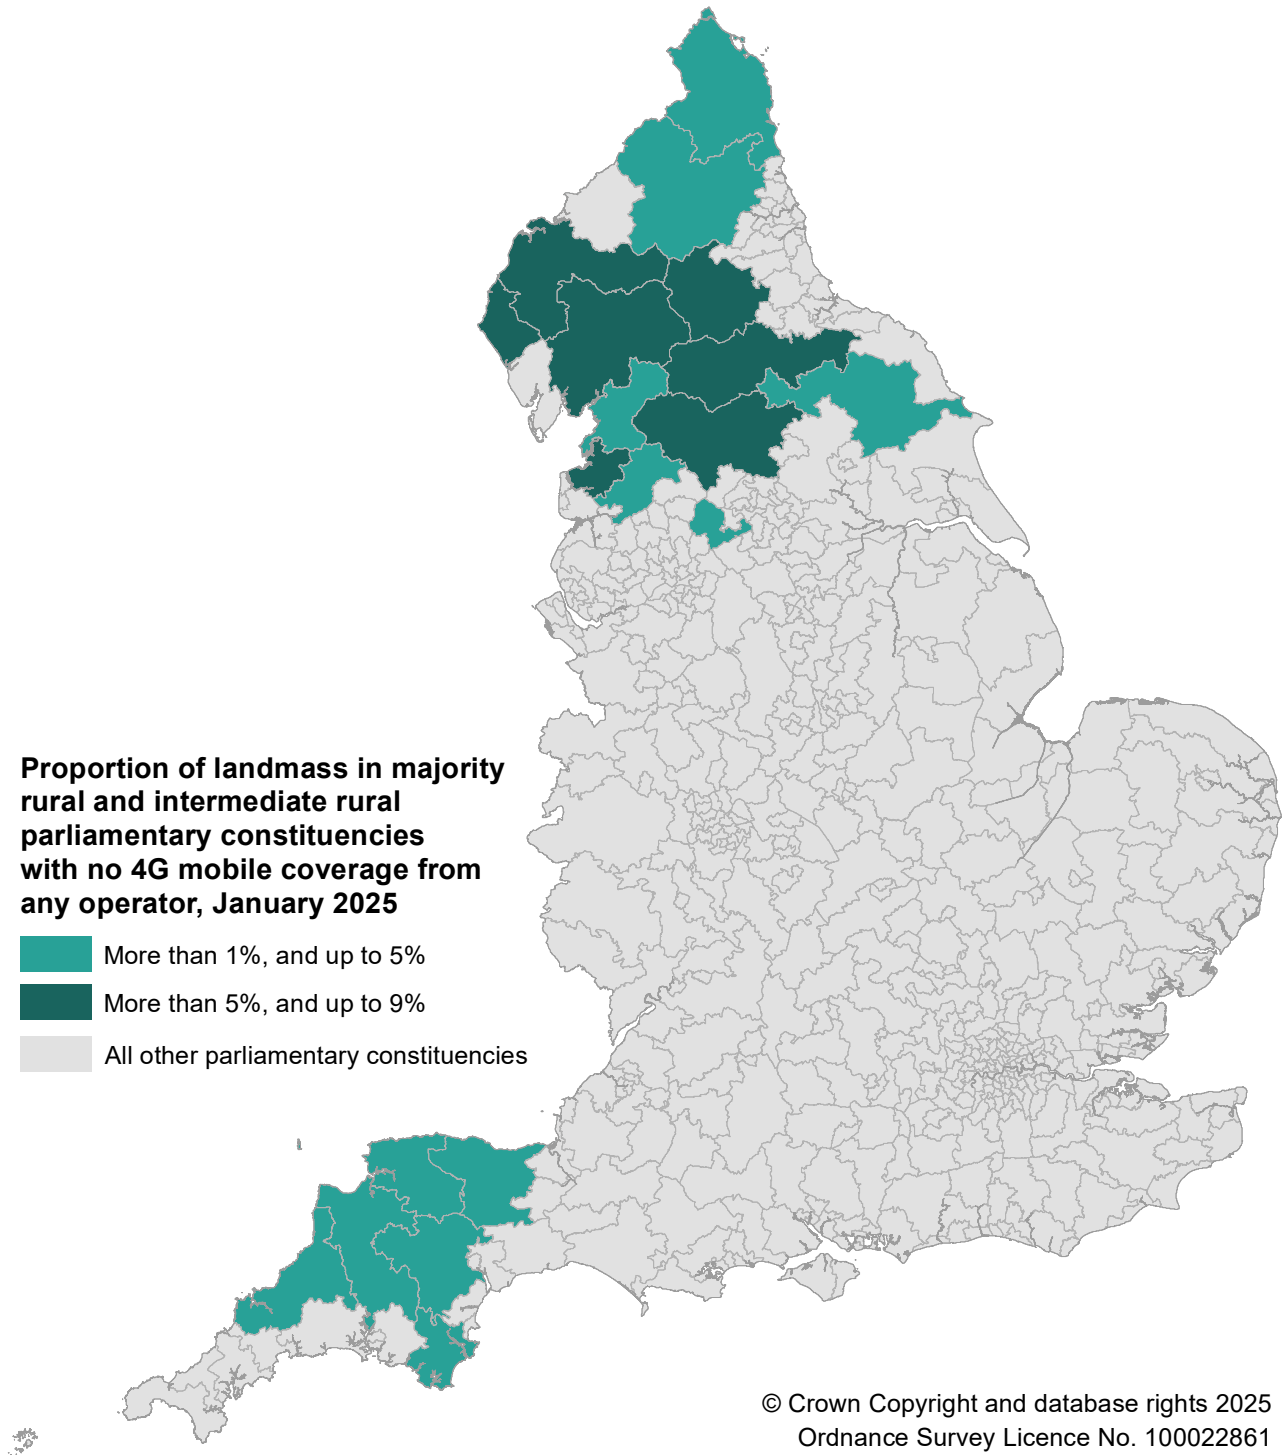 Proportion of landmass in majority
rural and intermediate rural
parliamentary constituencies
with no 4G mobile coverage from
any operator, January 2025
More than 1%, and up to 5%
More than 5%, and up to 9%
All other parliamentary constituencies
© Crown Copyright and database rights 2025
Ordnance Survey Licence No. 100022861